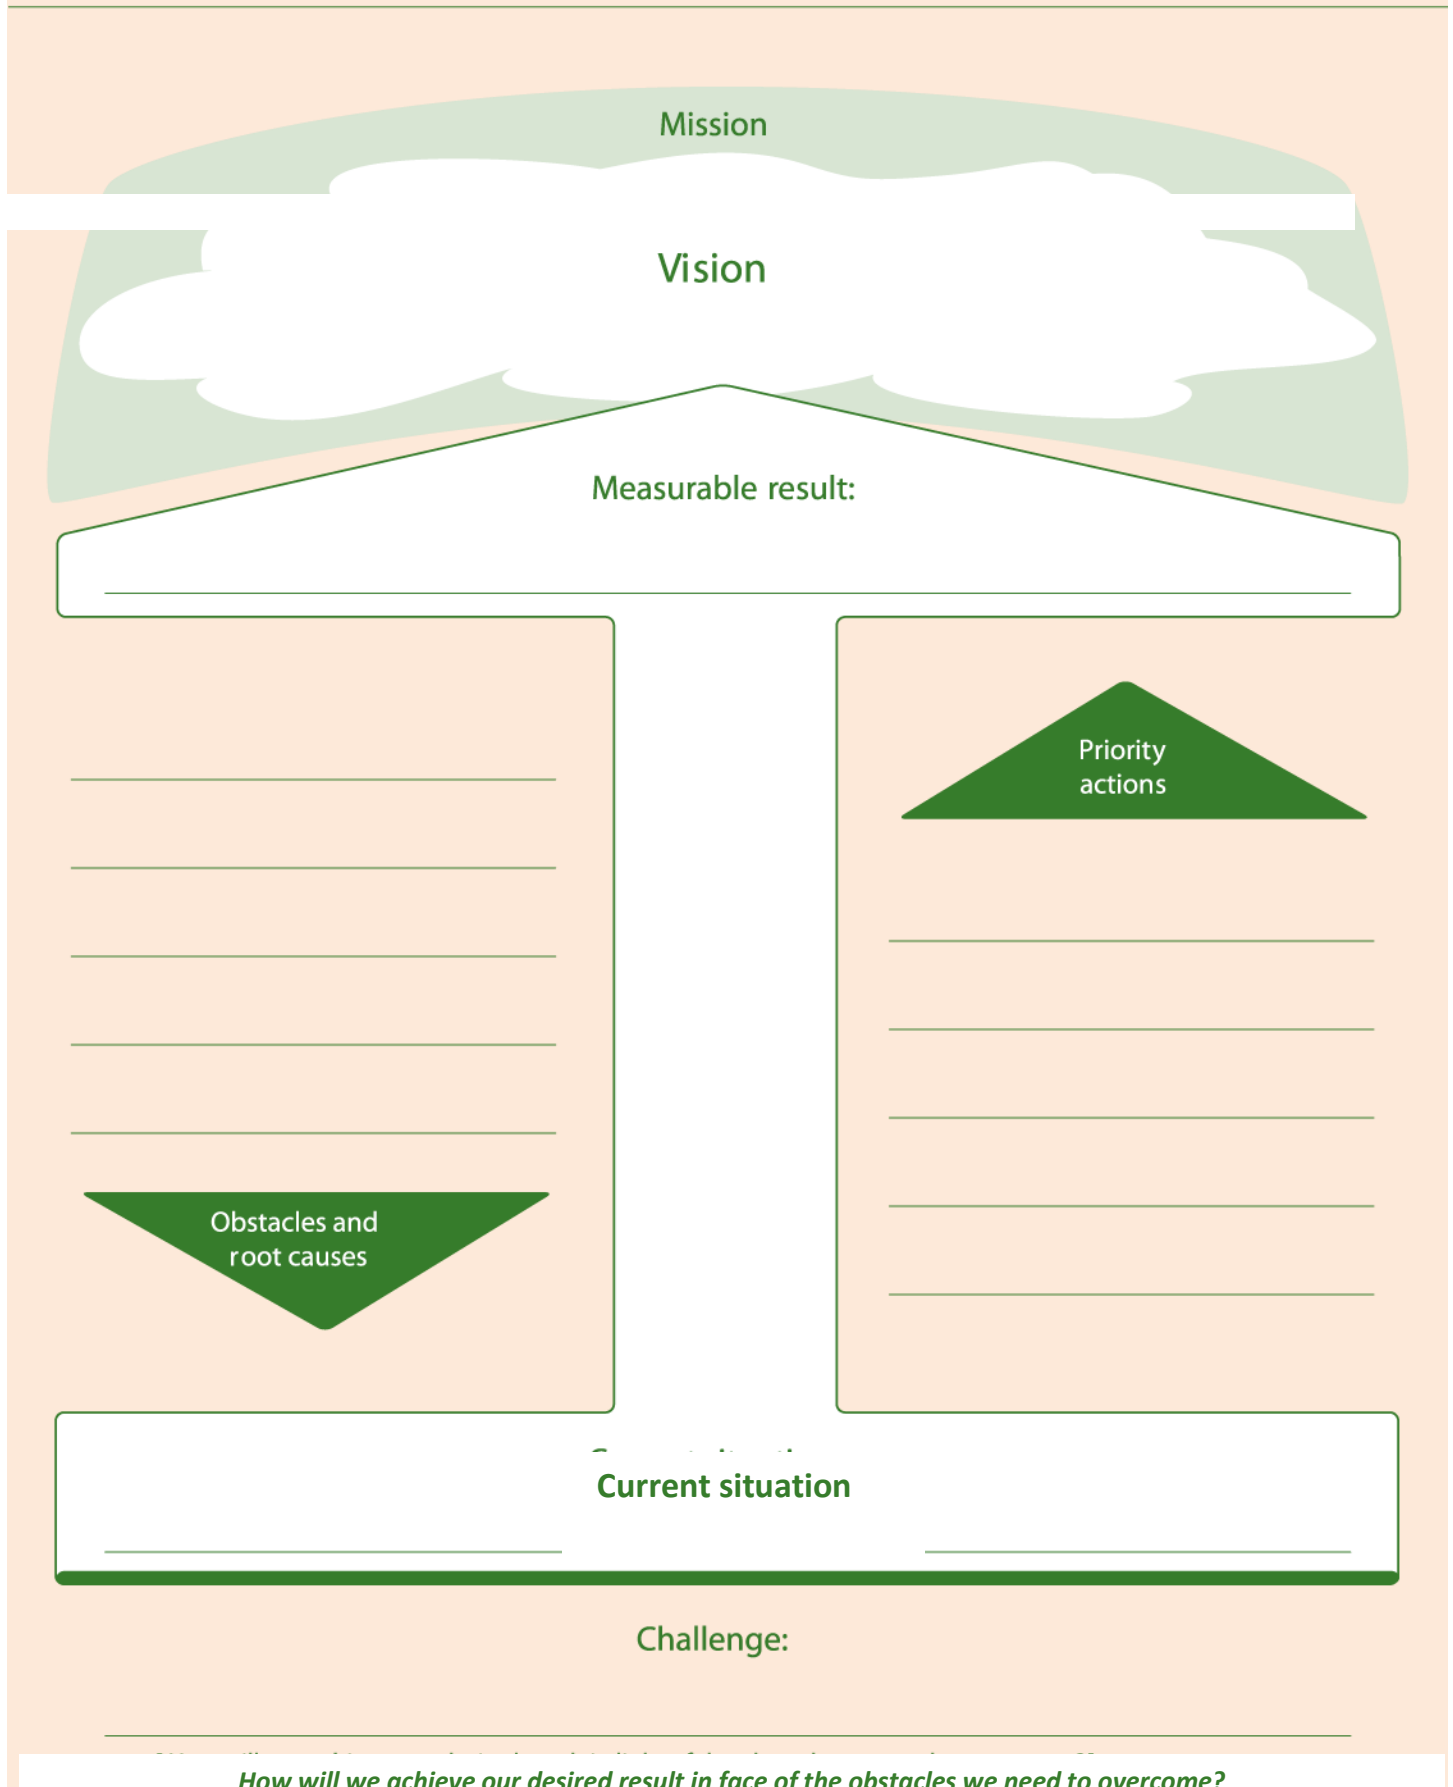 Mission
Vision
Measurable result:
Priority
actions
Obstacles and
root causes
Current situation
Challenge:
How will we achieve our desired result in face of the obstacles we need to overcome?